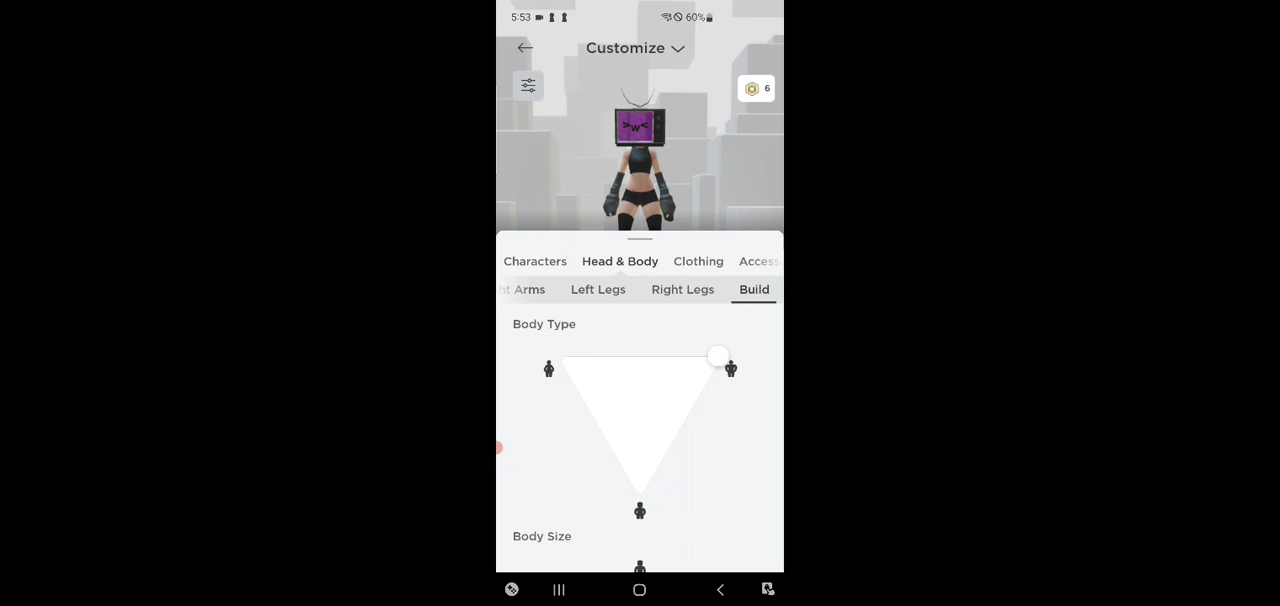 5:53 60%
Customize
6
>w<
Characters Head & Body Clothing Access
ht Arms Left Legs Right Legs Build
Body Type
Body Size